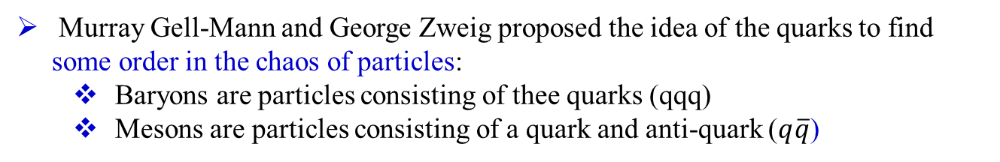 ➢ Murray Gell-Mann and George Zweig proposed the idea of the quarks to find
some order in the chaos of particles:
❖ Baryons are particles consisting of thee quarks (qqq)
❖ Mesons are particles consisting of a quark and anti-quark (qq̅)